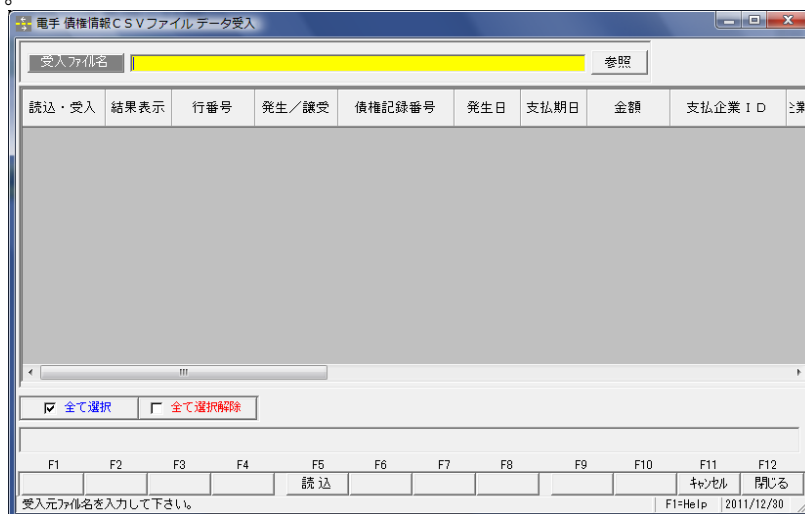 。
電手 債権情報ＣＳＶファイル データ受入
受入ファイル名 参照
読込・受入 結果表示 行番号 発生／譲受 債権記録番号 発生日 支払期日 金額 支払企業ＩＤ
全て選択 全て選択解除
F1 F2 F3 F4 F5 F6 F7 F8 F9 F10 F11 F12
読 込 キャンセル 閉じる
受入元ファイル名を入力して下さい。 F1=Help 2011/12/30